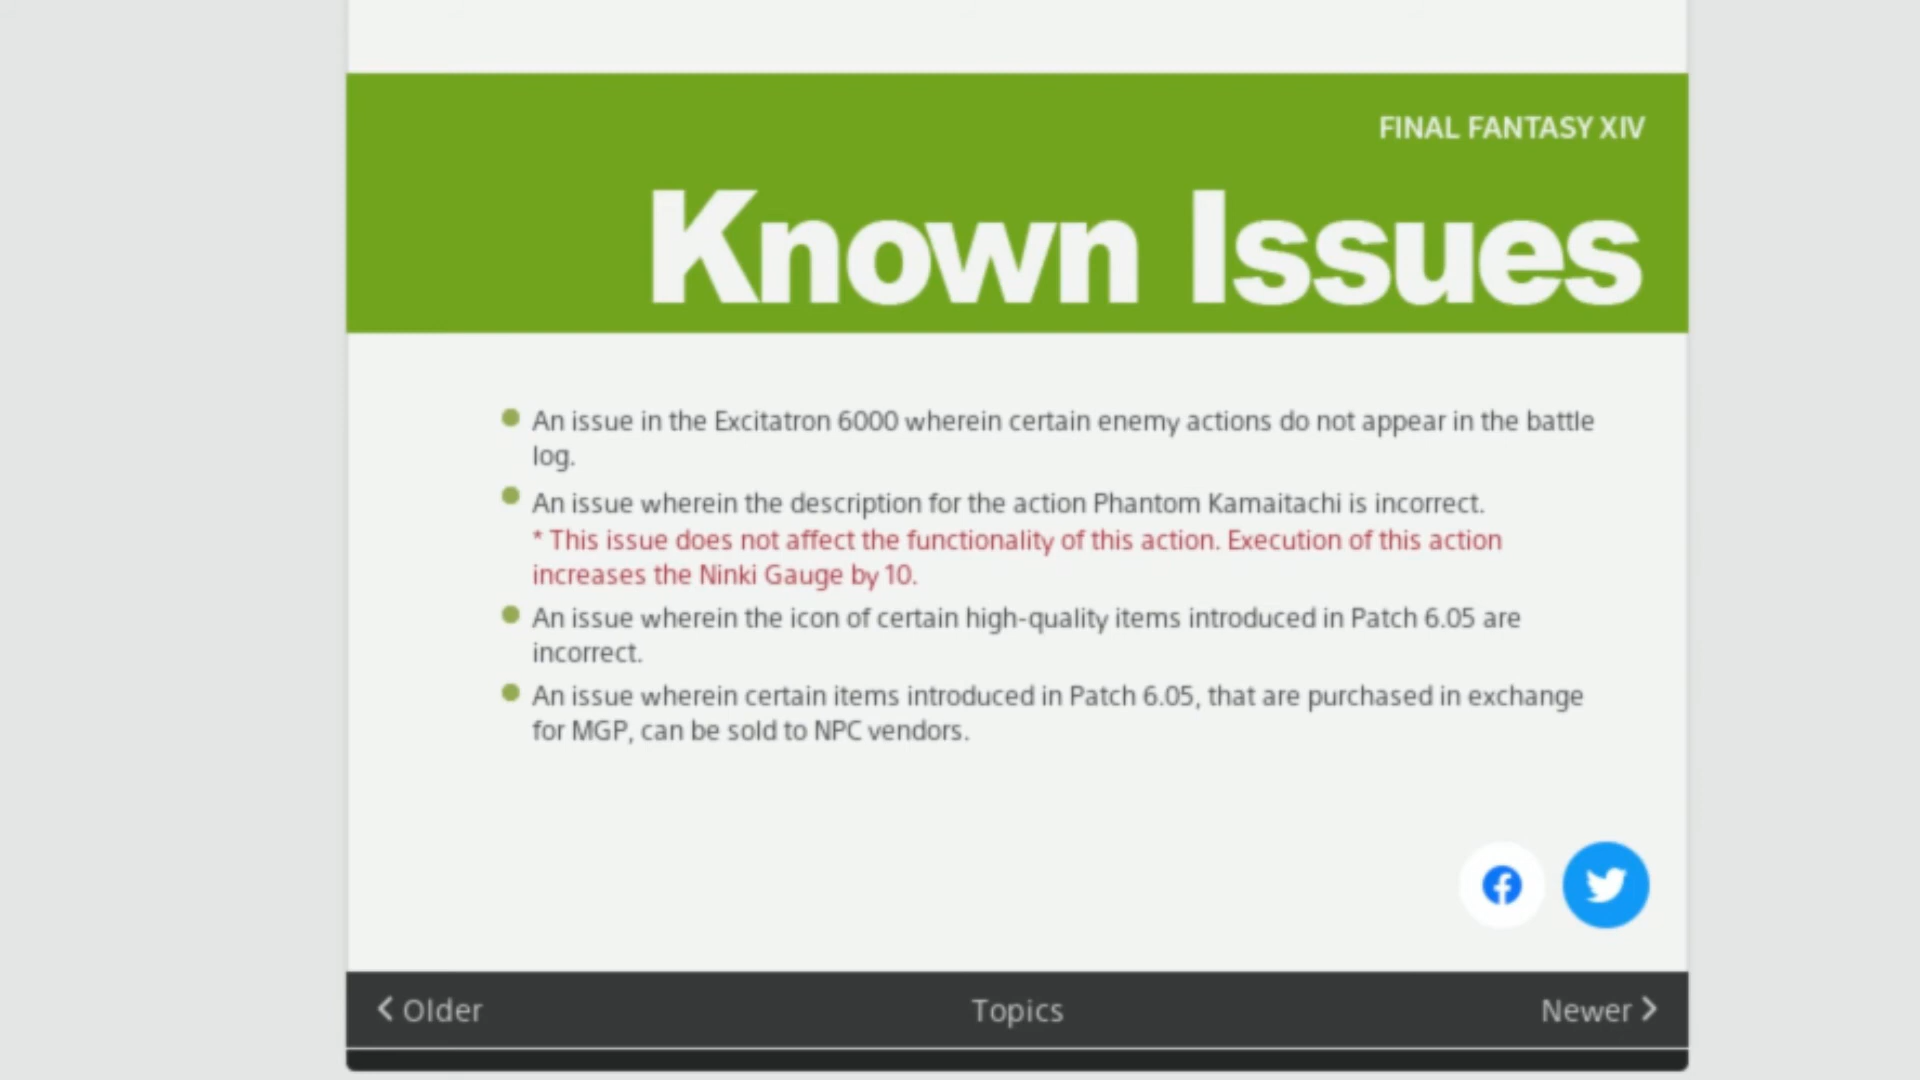 FINAL FANTASY XIV
Known Issues
An issue in the Excitatron 6000 wherein certain enemy actions do not appear in the battle
log.
An issue wherein the description for the action Phantom Kamaitachi is incorrect.
* This issue does not affect the functionality of this action. Execution of this action
increases the Ninki Gauge by 10.
An issue wherein the icon of certain high-quality items introduced in Patch 6.05 are
incorrect.
An issue wherein certain items introduced in Patch 6.05, that are purchased in exchange
for MGP, can be sold to NPC vendors.
Older
Topics
Newer